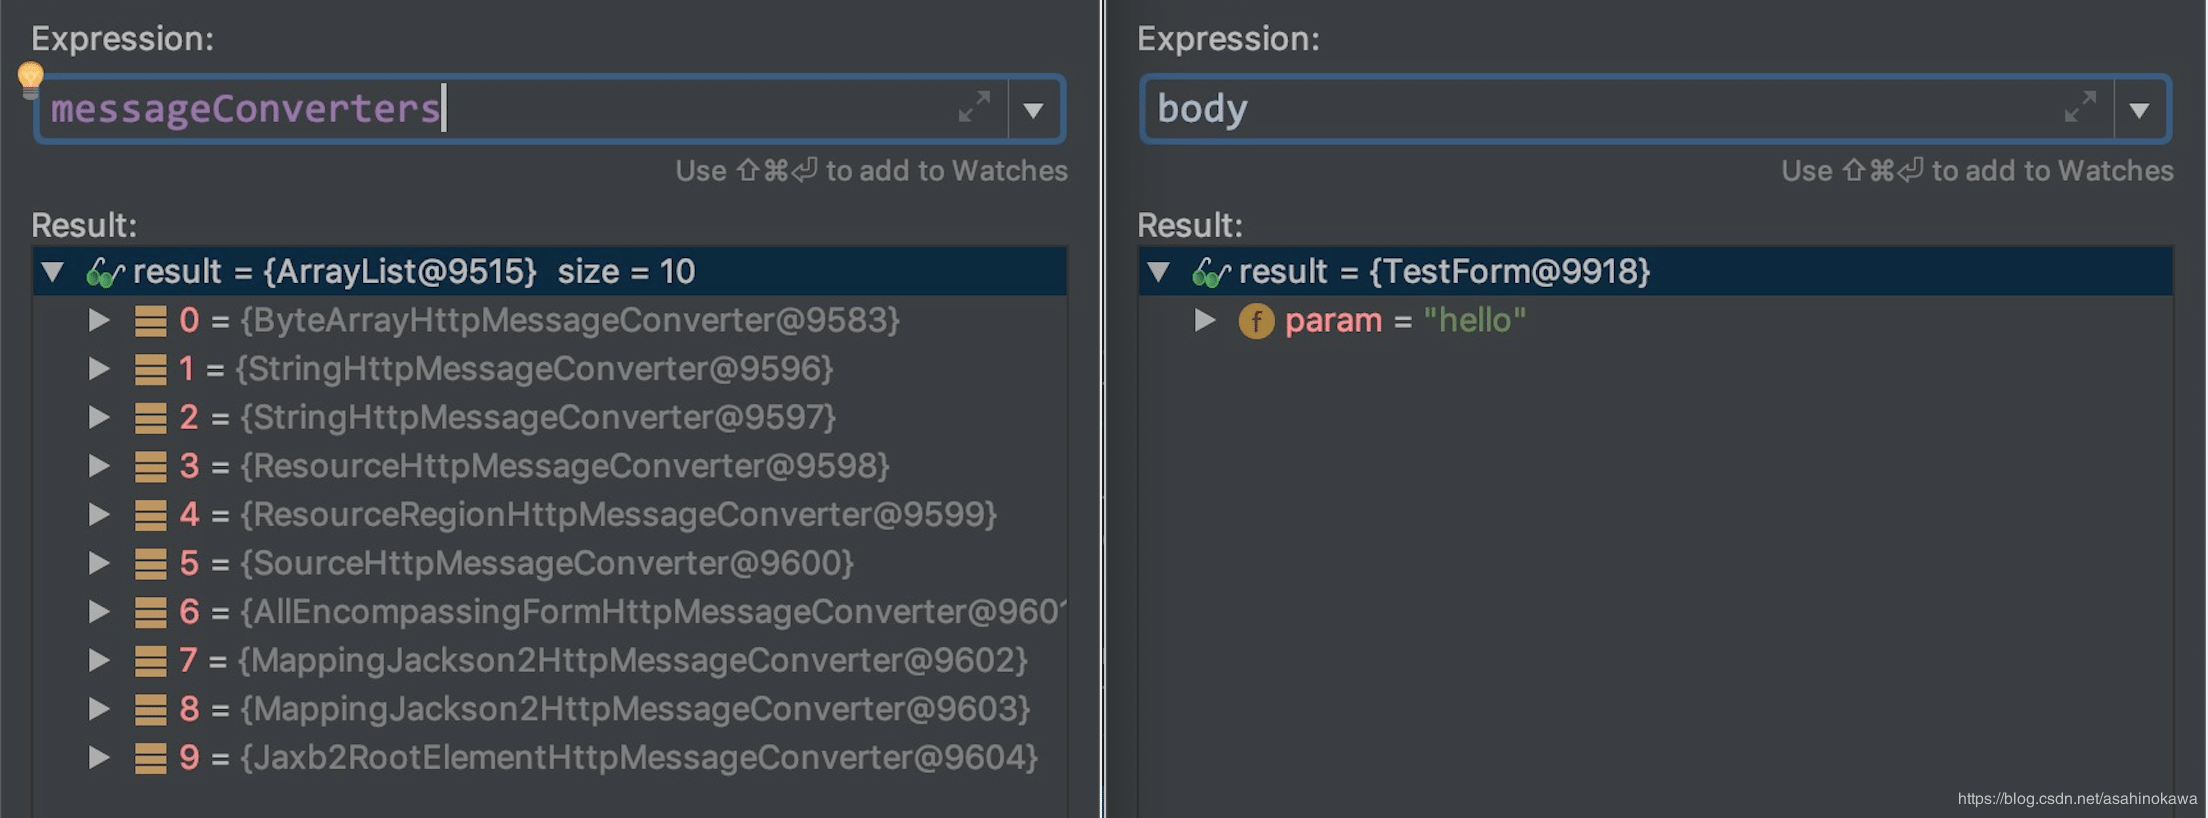 Expression:
messageConverters
Use ⇧⌘⏎ to add to Watches
Result:
result = {ArrayList@9515} size = 10
0 = {ByteArrayHttpMessageConverter@9583}
1 = {StringHttpMessageConverter@9596}
2 = {StringHttpMessageConverter@9597}
3 = {ResourceHttpMessageConverter@9598}
4 = {ResourceRegionHttpMessageConverter@9599}
5 = {SourceHttpMessageConverter@9600}
6 = {AllEncompassingFormHttpMessageConverter@960
7 = {MappingJackson2HttpMessageConverter@9602}
8 = {MappingJackson2HttpMessageConverter@9603}
9 = {Jaxb2RootElementHttpMessageConverter@9604}
Expression:
body
Use ⇧⌘⏎ to add to Watches
Result:
result = {TestForm@9918}
f param = "hello"
https://blog.csdn.net/asahinokawa